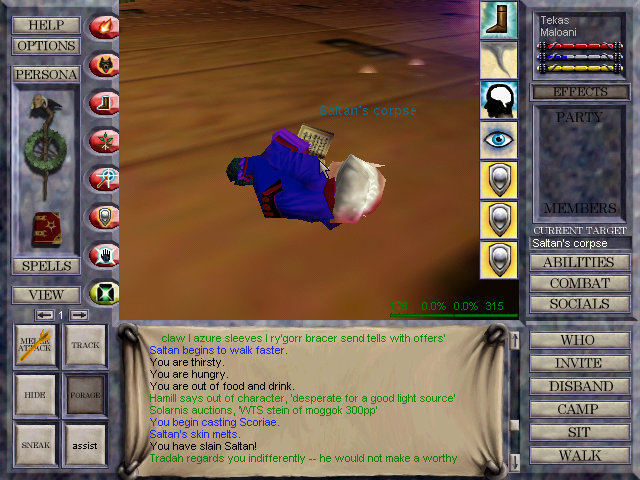 HELP
OPTIONS
PERSONA
SPELLS
VIEW
1
MELEE ATTACK
TRACK
HIDE
FORAGE
SNEAK
assist
Saltan's corpse
0.0% 0.0% 315
Tekas
Maloani
EFFECTS
PARTY
MEMBERS
CURRENT TARGET
Saltan's corpse
ABILITIES
COMBAT
SOCIALS
WHO
INVITE
DISBAND
CAMP
SIT
WALK
claw l azure sleeves l ry'gorr bracer send tells with offers'
Saltan begins to walk faster.
You are thirsty.
You are hungry.
You are out of food and drink.
Hamill says out of character, 'desperate for a good light source'
Solarnis auctions, 'WTS stein of moggok 300pp'
You begin casting Scoriae.
Saltan's skin melts.
You have slain Saltan!
Tradah regards you indifferently -- he would not make a worthy